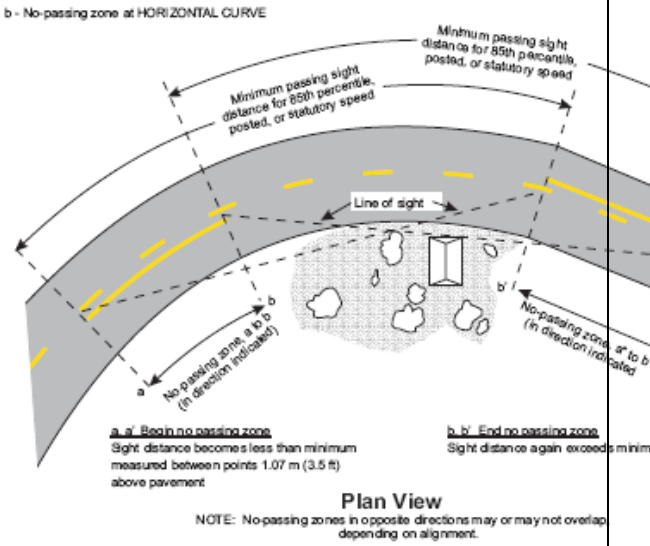 b - No-passing zone at HORIZONTAL CURVE
Minimum passing sight
distance for 85th percentile,
posted, or statutory speed
Minimum passing sight
distance for 85th percentile,
posted, or statutory speed
Line of sight
b
b'
a
No-passing zone, a to b
(in direction indicated)
No-passing zone, a' to b
(in direction indicated
a, a' Begin no passing zone
Sight distance becomes less than minimum
measured between points 1.07 m (3.5 ft)
above pavement
b, b' End no passing zone
Sight distance again exceeds minim
Plan View
NOTE: No-passing zones in opposite directions may or may not overlap,
depending on alignment.